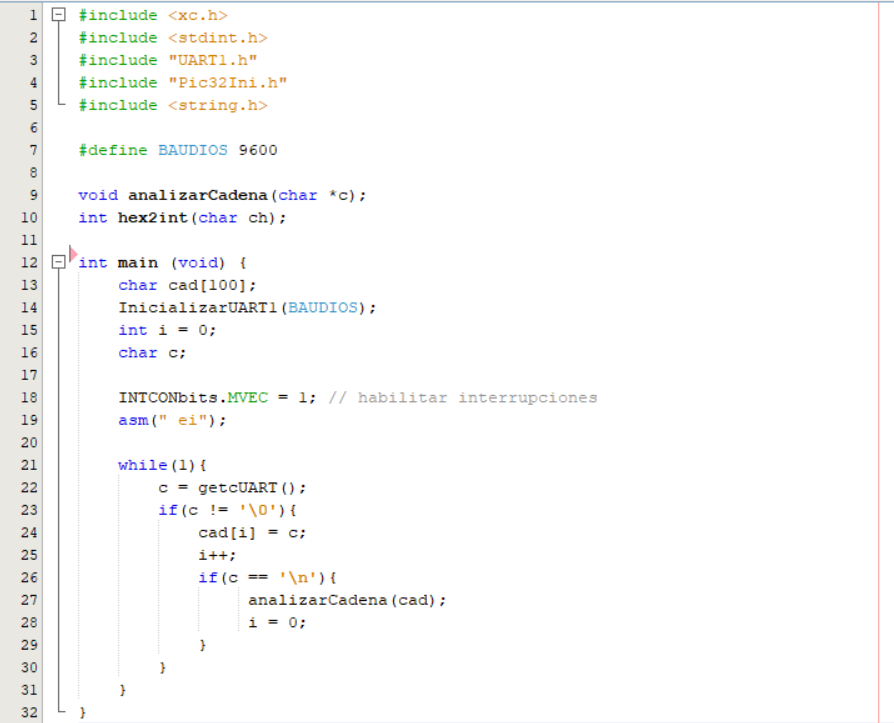 1 #include <xc.h>
2 #include <stdint.h>
3 #include "UART1.h"
4 #include "Pic32Ini.h"
5 #include <string.h>
6
7 #define BAUDIOS 9600
8
9 void analizarCadena(char *c);
10 int hex2int(char ch);
11
12 int main (void) {
13     char cad[100];
14     InicializarUART1(BAUDIOS);
15     int i = 0;
16     char c;
17
18     INTCONbits.MVEC = 1; // habilitar interrupciones
19     asm(" ei");
20
21     while(1){
22         c = getcUART();
23         if(c != '\0'){
24             cad[i] = c;
25             i++;
26             if(c == '\n'){
27                 analizarCadena(cad);
28                 i = 0;
29             }
30         }
31     }
32 }